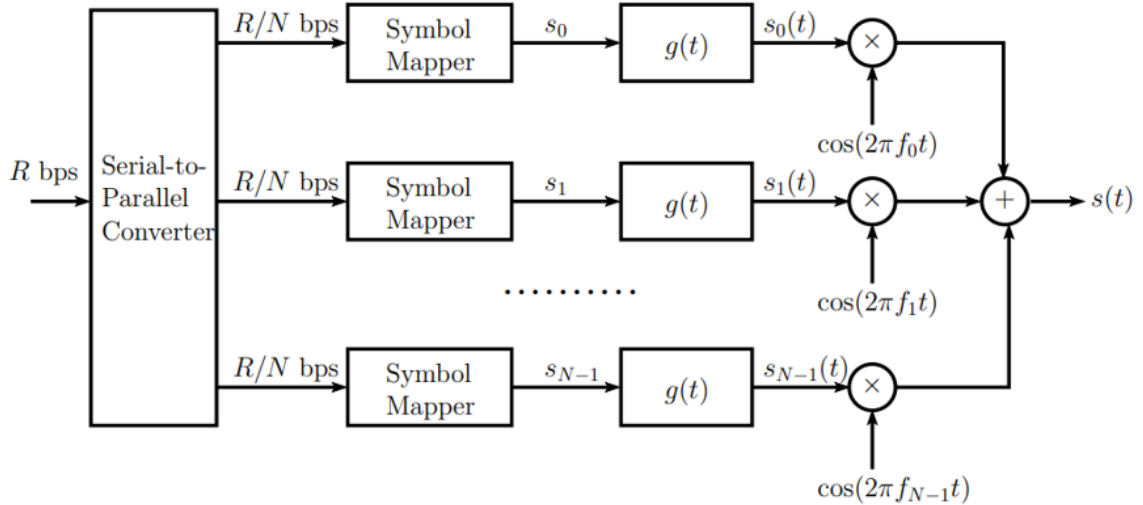 R/N bps
Symbol
Mapper
s_0
g(t)
s_0(t)
×
cos(2πf_0t)
R bps
Serial-to-
Parallel
Converter
R/N bps
Symbol
Mapper
s_1
g(t)
s_1(t)
×
+
s(t)
cos(2πf_1t)
..........
R/N bps
Symbol
Mapper
s_{N−1}
g(t)
s_{N−1}(t)
×
cos(2πf_{N−1}t)